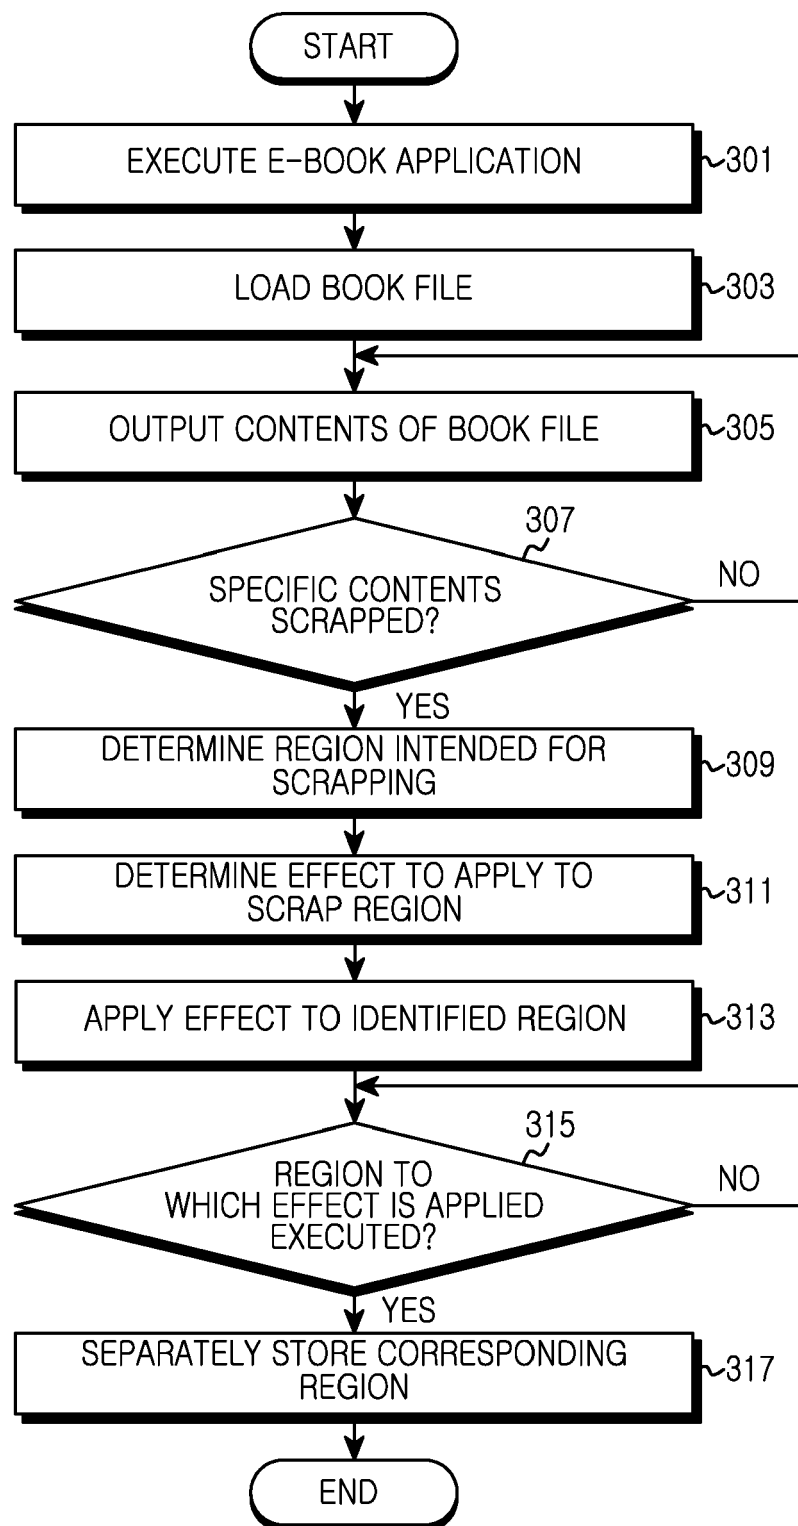 START
EXECUTE E-BOOK APPLICATION
301
LOAD BOOK FILE
303
OUTPUT CONTENTS OF BOOK FILE
305
307
SPECIFIC CONTENTS
SCRAPPED?
NO
YES
DETERMINE REGION INTENDED FOR
SCRAPPING
309
DETERMINE EFFECT TO APPLY TO
SCRAP REGION
311
APPLY EFFECT TO IDENTIFIED REGION
313
315
REGION TO
WHICH EFFECT IS APPLIED
EXECUTED?
NO
YES
SEPARATELY STORE CORRESPONDING
REGION
317
END